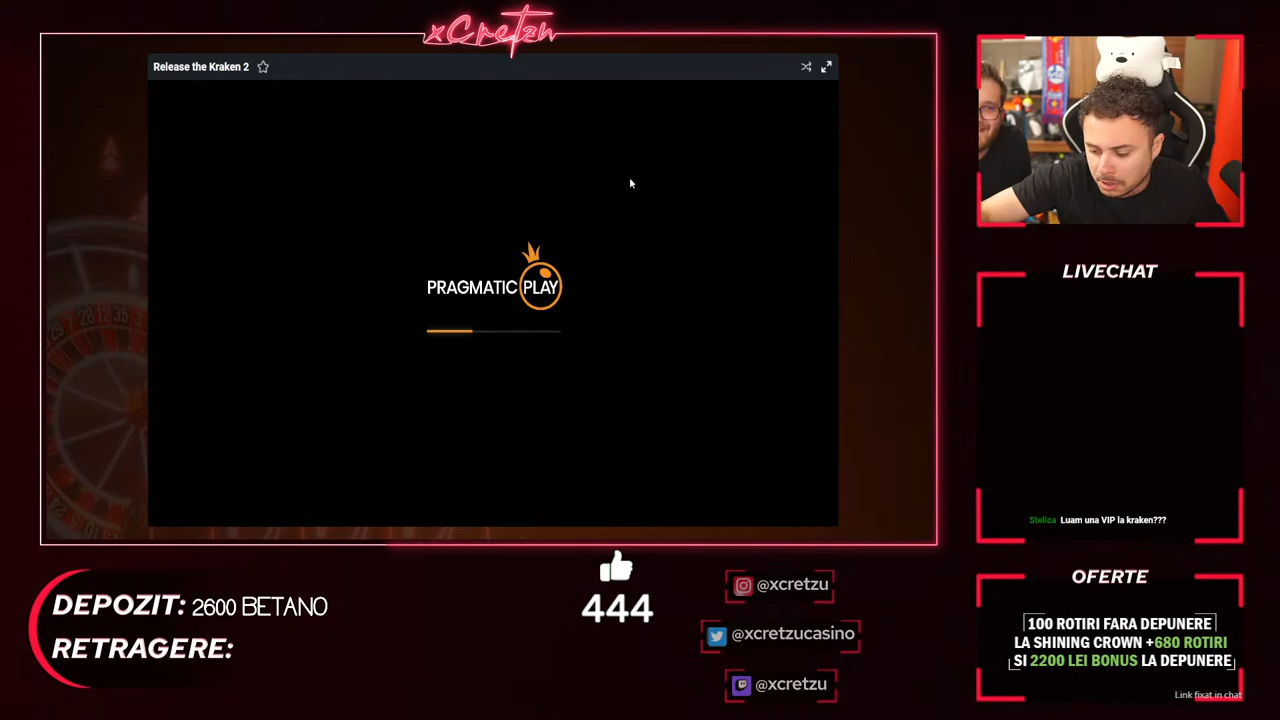 xCretzu
Release the Kraken 2
PRAGMATIC PLAY
LIVECHAT
Stelica Luam una VIP la kraken???
DEPOZIT: 2600 BETANO
RETRAGERE:
444
@xcretzu
@xcretzucasino
@xcretzu
OFERTE
100 ROTIRI FARA DEPUNERE
LA SHINING CROWN +680 ROTIRI
SI 2200 LEI BONUS LA DEPUNERE
Link fixat in chat